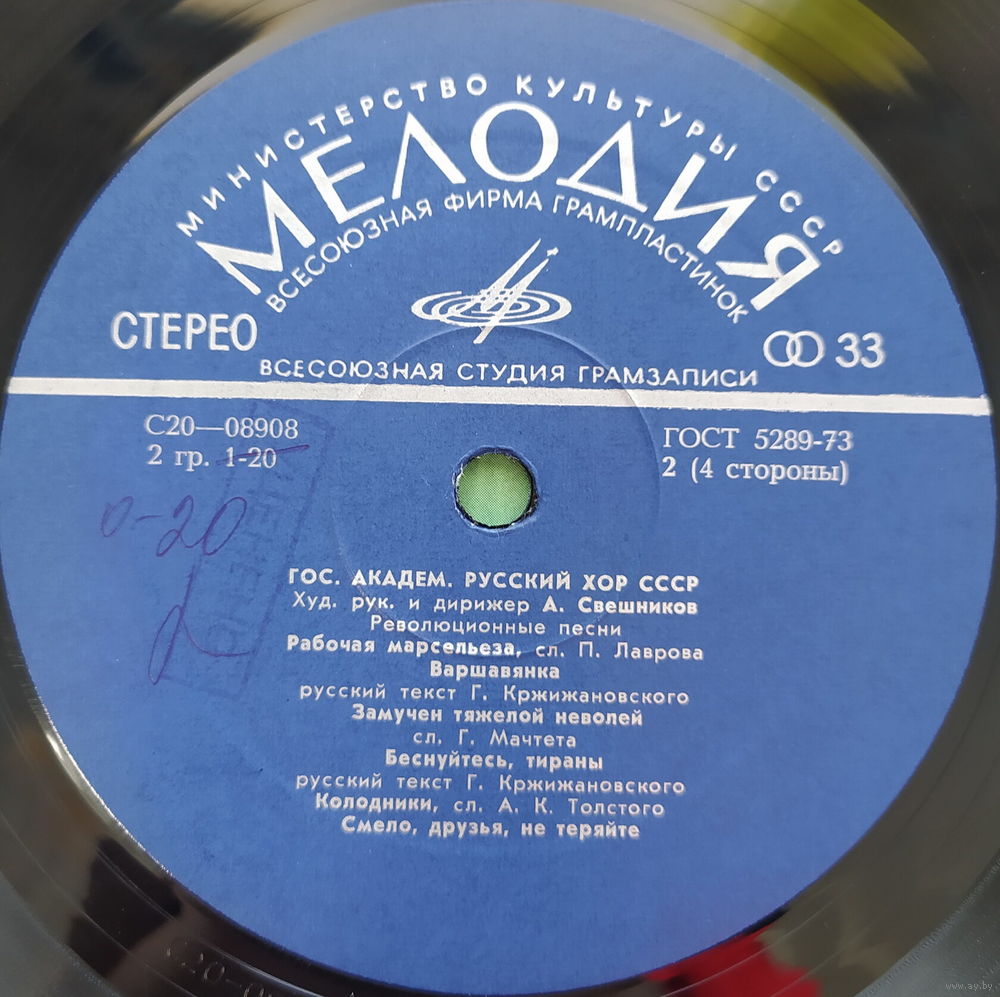 МИНИСТЕРСТВО КУЛЬТУРЫ СССР
МЕЛОДИЯ
ВСЕСОЮЗНАЯ ФИРМА ГРАМПЛАСТИНОК
СТЕРЕО
33
ВСЕСОЮЗНАЯ СТУДИЯ ГРАМЗАПИСИ
С20—08908
2 гр. 1-20
ГОСТ 5289-73
2 (4 стороны)
0-20
ГОС. АКАДЕМ. РУССКИЙ ХОР СССР
Худ. рук. и дирижер А. Свешников
Революционные песни
Рабочая марсельеза, сл. П. Лаврова
Варшавянка
русский текст Г. Кржижановского
Замучен тяжелой неволей
сл. Г. Мачтета
Беснуйтесь, тираны
русский текст Г. Кржижановского
Колодники, сл. А. К. Толстого
Смело, друзья, не теряйте
www.ay.by